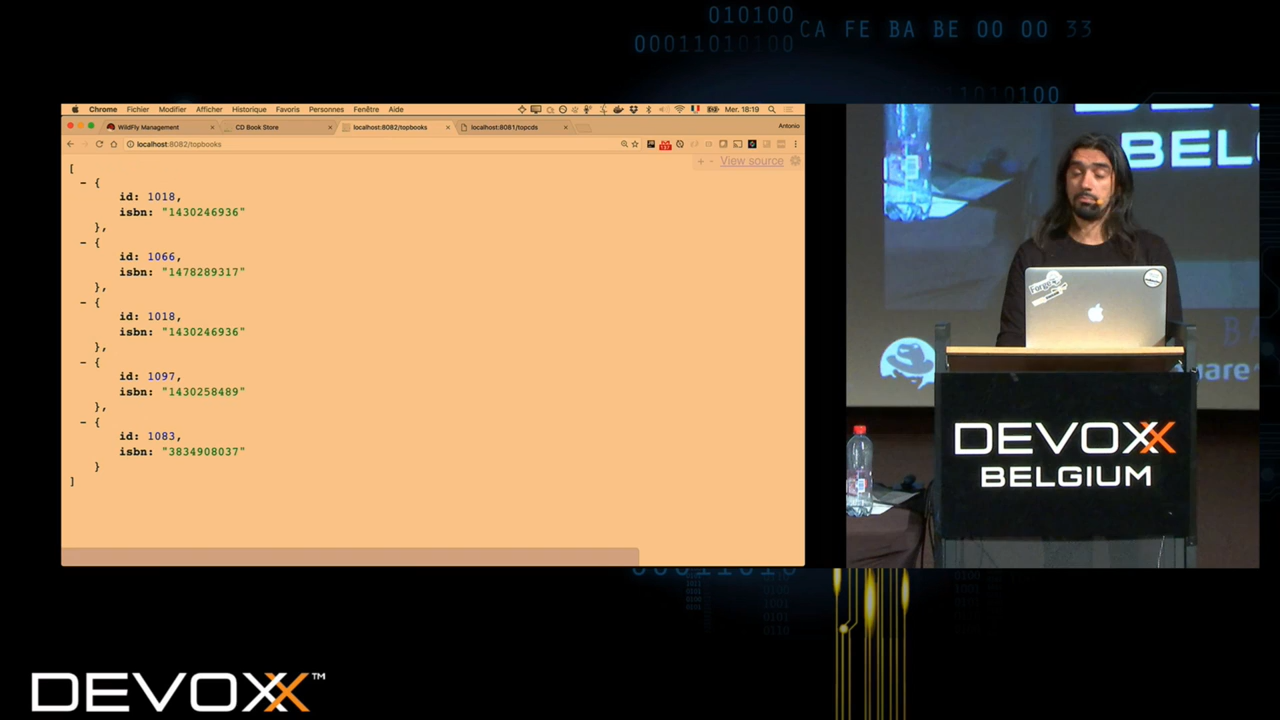 010100
00011010100
CA FE BA BE 00 00 33
11010100
Chrome Fichier Modifier Afficher Historique Favoris Personnes Fenêtre Aide
Mer. 18:19
WildFly Management
CD Book Store
localhost:8082/topbooks
localhost:8081/topcds
Antonio
localhost:8082/topbooks
View source
[
- {
id: 1018,
isbn: "1430246936"
},
- {
id: 1066,
isbn: "1478289317"
},
- {
id: 1018,
isbn: "1430246936"
},
- {
id: 1097,
isbn: "1430258489"
},
- {
id: 1083,
isbn: "3834908037"
}
]
BEL
Forge
DEVOXX
BELGIUM
DEVOXX™